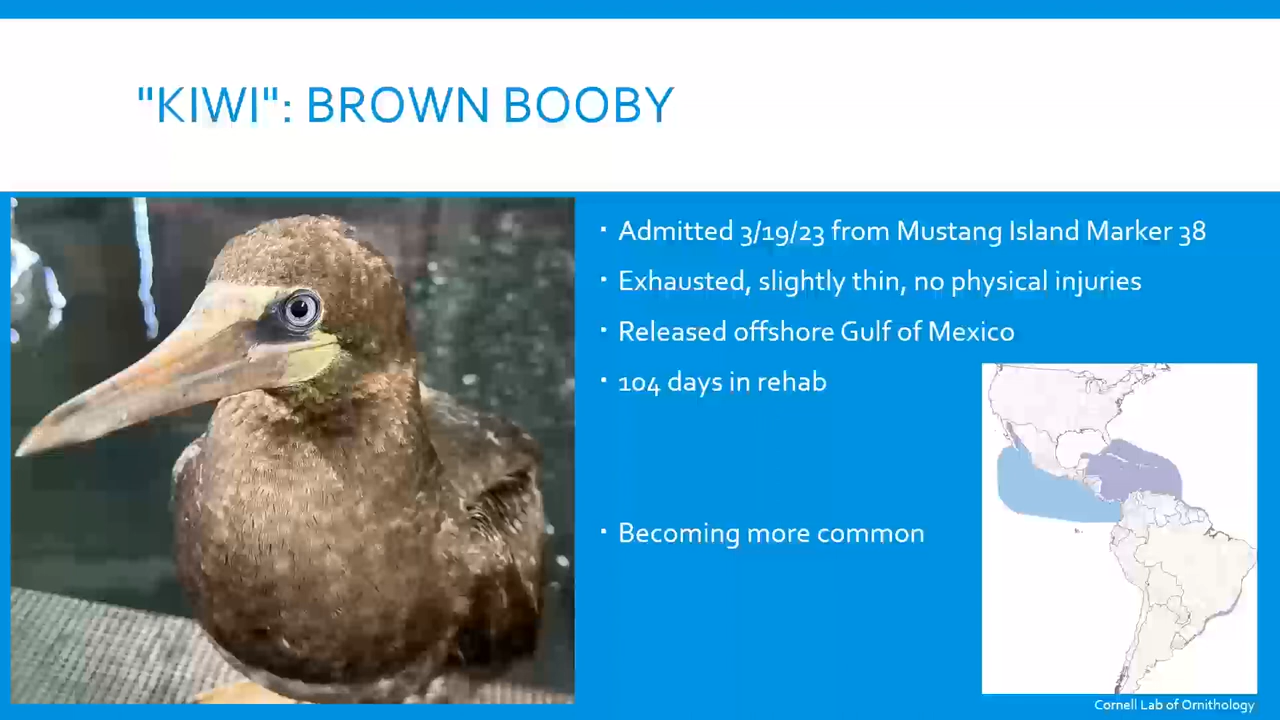 "KIWI": BROWN BOOBY
▪ Admitted 3/19/23 from Mustang Island Marker 38
▪ Exhausted, slightly thin, no physical injuries
▪ Released offshore Gulf of Mexico
▪ 104 days in rehab
▪ Becoming more common
Cornell Lab of Ornithology